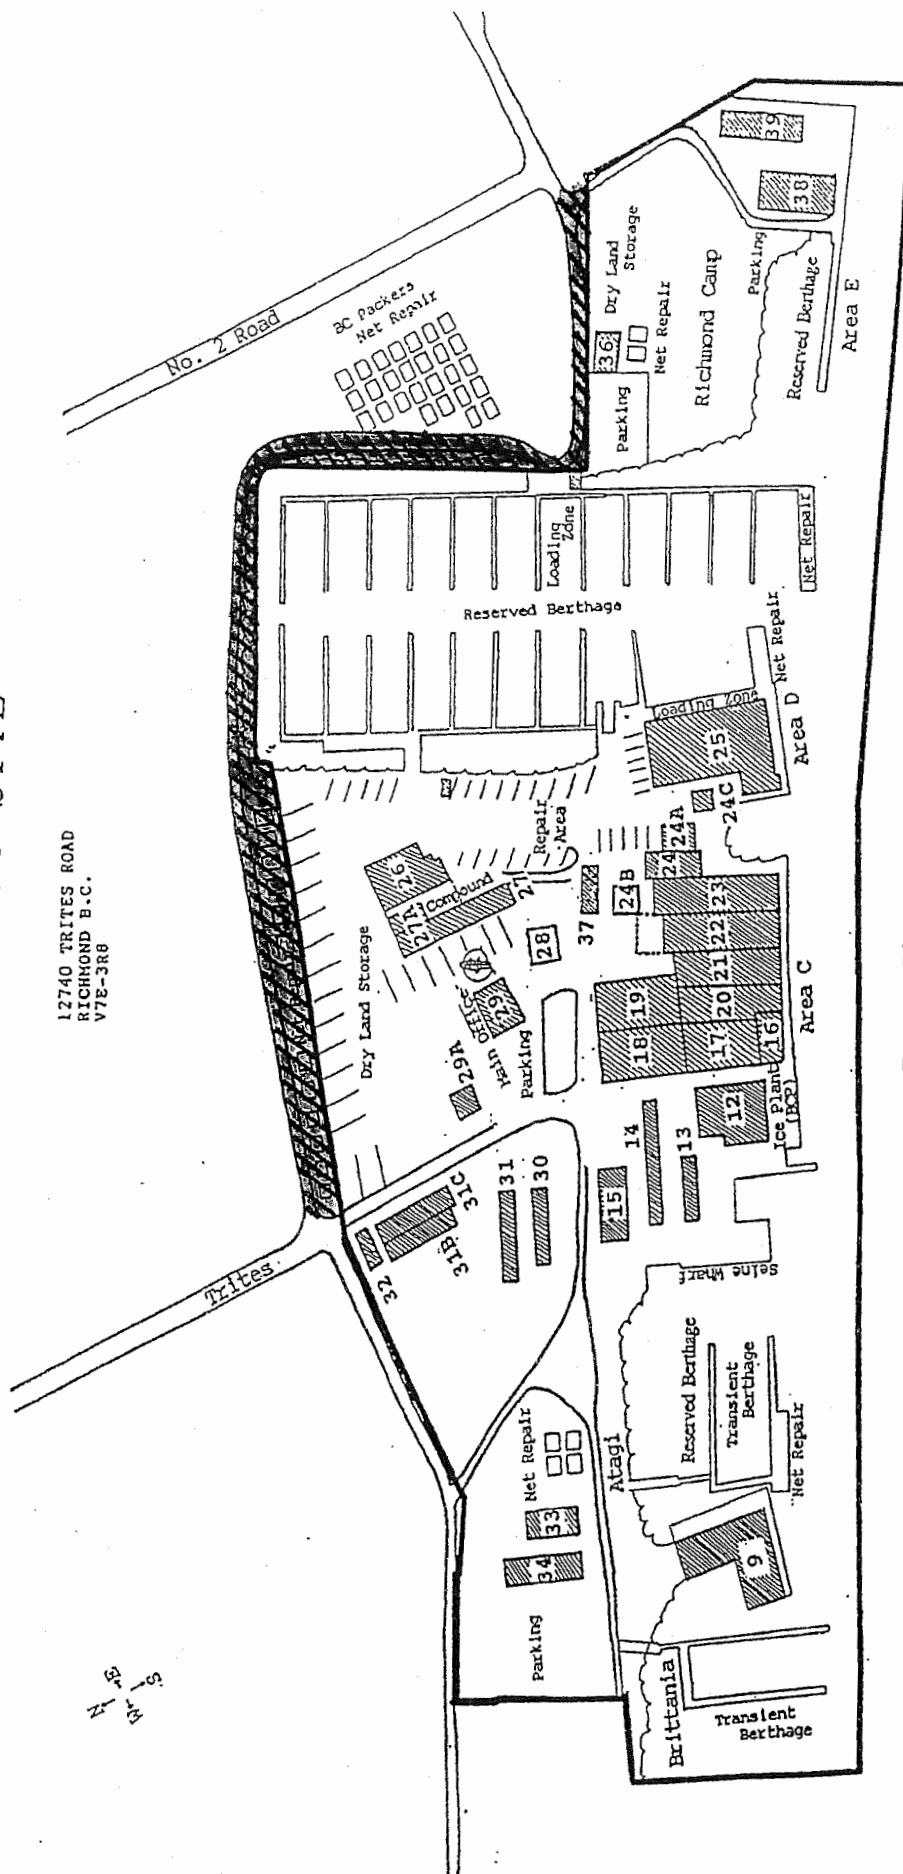 12740 TRITES ROAD
RICHMOND B.C.
V7E-3R8
No. 2 Road
BC Packers
Net Repair
Trites
N
E
W
S
Dry Land Storage
32
31B
31C
31
30
29A
Main Office
29
Parking
28
27A
26
Compound
27
Repair
Area
37
Reserved Berthage
Loading
Zone
Net Repair
Parking
36
Dry Land
Storage
Net Repair
Richmond Camp
Parking
38
39
Reserved Berthage
Area E
Parking
34
33
Net Repair
Atagi
Brittania
Transient
Berthage
9
Net Repair
Reserved Berthage
Transient
Berthage
Seine Wharf
15
14
13
12
Ice Plant
(BCP)
16
17
18
19
20
21
22
23
24
24A
24B
24C
25
Loading Zone
Net Repair
Area C
Area D